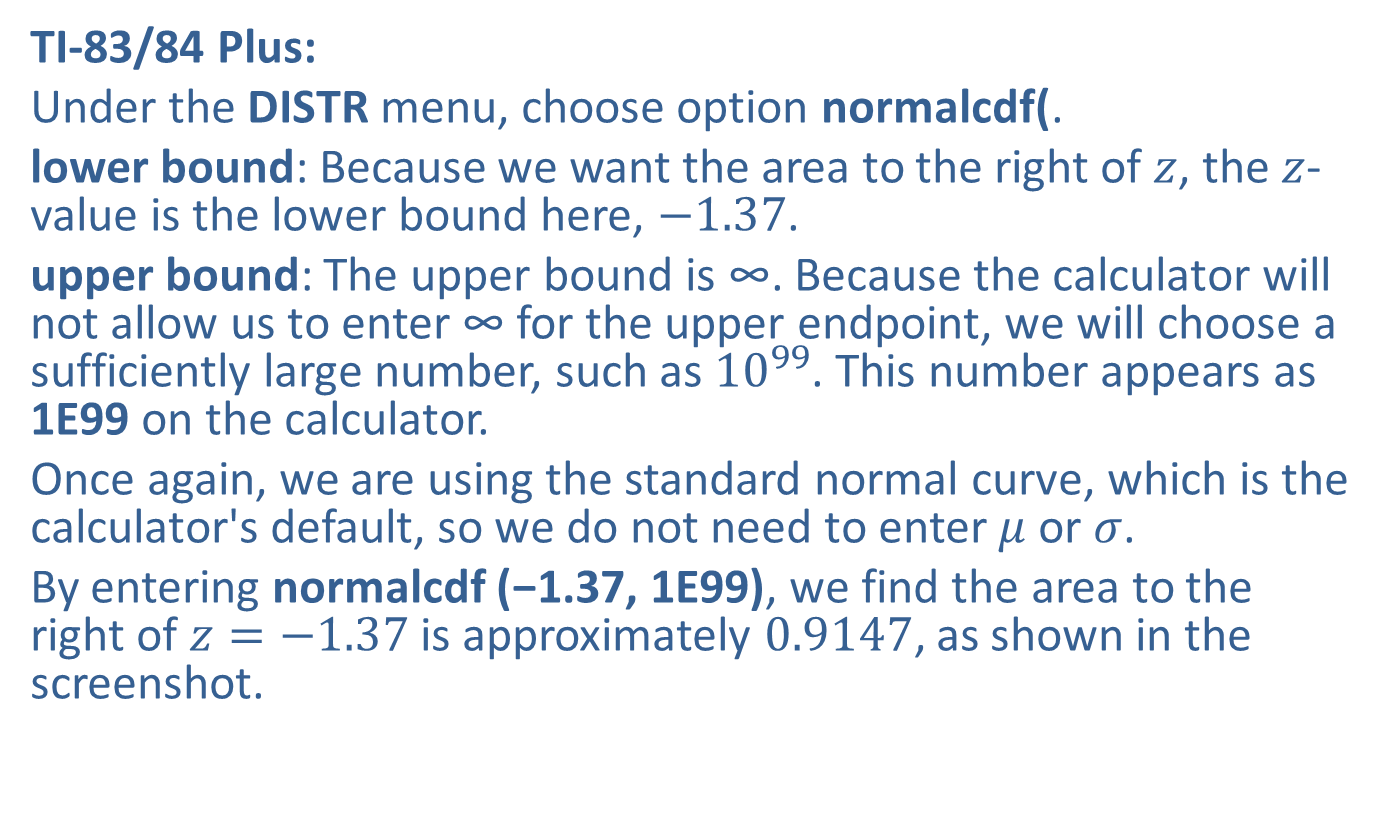 TI-83/84 Plus:
Under the DISTR menu, choose option normalcdf(.
lower bound: Because we want the area to the right of z, the z-
value is the lower bound here, −1.37.
upper bound: The upper bound is ∞. Because the calculator will
not allow us to enter ∞ for the upper endpoint, we will choose a
sufficiently large number, such as 10⁹⁹. This number appears as
1E99 on the calculator.
Once again, we are using the standard normal curve, which is the
calculator's default, so we do not need to enter μ or σ.
By entering normalcdf (−1.37, 1E99), we find the area to the
right of z = −1.37 is approximately 0.9147, as shown in the
screenshot.